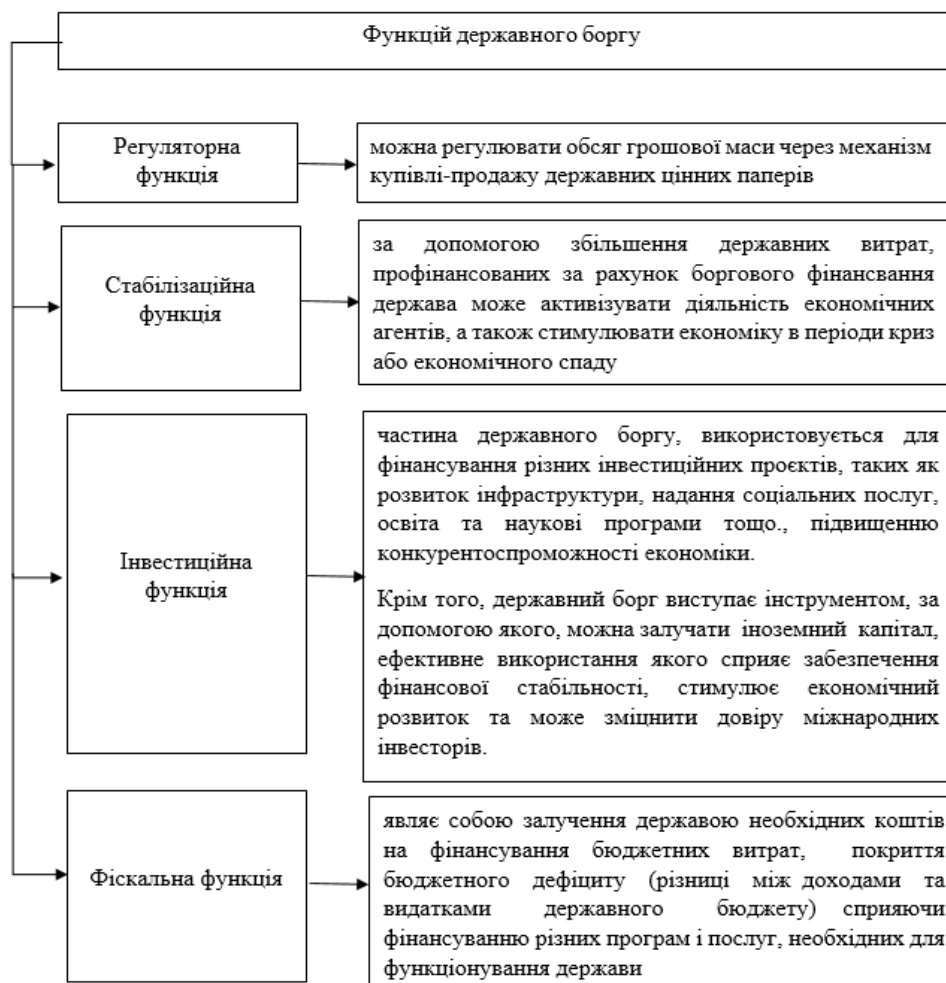 Функцій державного боргу
Регуляторна
функція
можна регулювати обсяг грошової маси через механізм
купівлі-продажу державних цінних паперів
Стабілізаційна
функція
за допомогою збільшення державних витрат,
профінансованих за рахунок боргового фінансвання
держава може активізувати діяльність економічних
агентів, а також стимулювати економіку в періоди криз
або економічного спаду
Інвестиційна
функція
частина державного боргу, використовується для
фінансування різних інвестиційних проєктів, таких як
розвиток інфраструктури, надання соціальних послуг,
освіта та наукові програми тощо., підвищенню
конкурентоспроможності економіки.
Крім того, державний борг виступає інструментом, за
допомогою якого, можна залучати іноземний капітал,
ефективне використання якого сприяє забезпечення
фінансової стабільності, стимулює економічний
розвиток та може зміцнити довіру міжнародних
інвесторів.
Фіскальна функція
являє собою залучення державою необхідних коштів
на фінансування бюджетних витрат, покриття
бюджетного дефіциту (різниці між доходами та
видатками державного бюджету) сприяючи
фінансуванню різних програм і послуг, необхідних для
функціонування держави